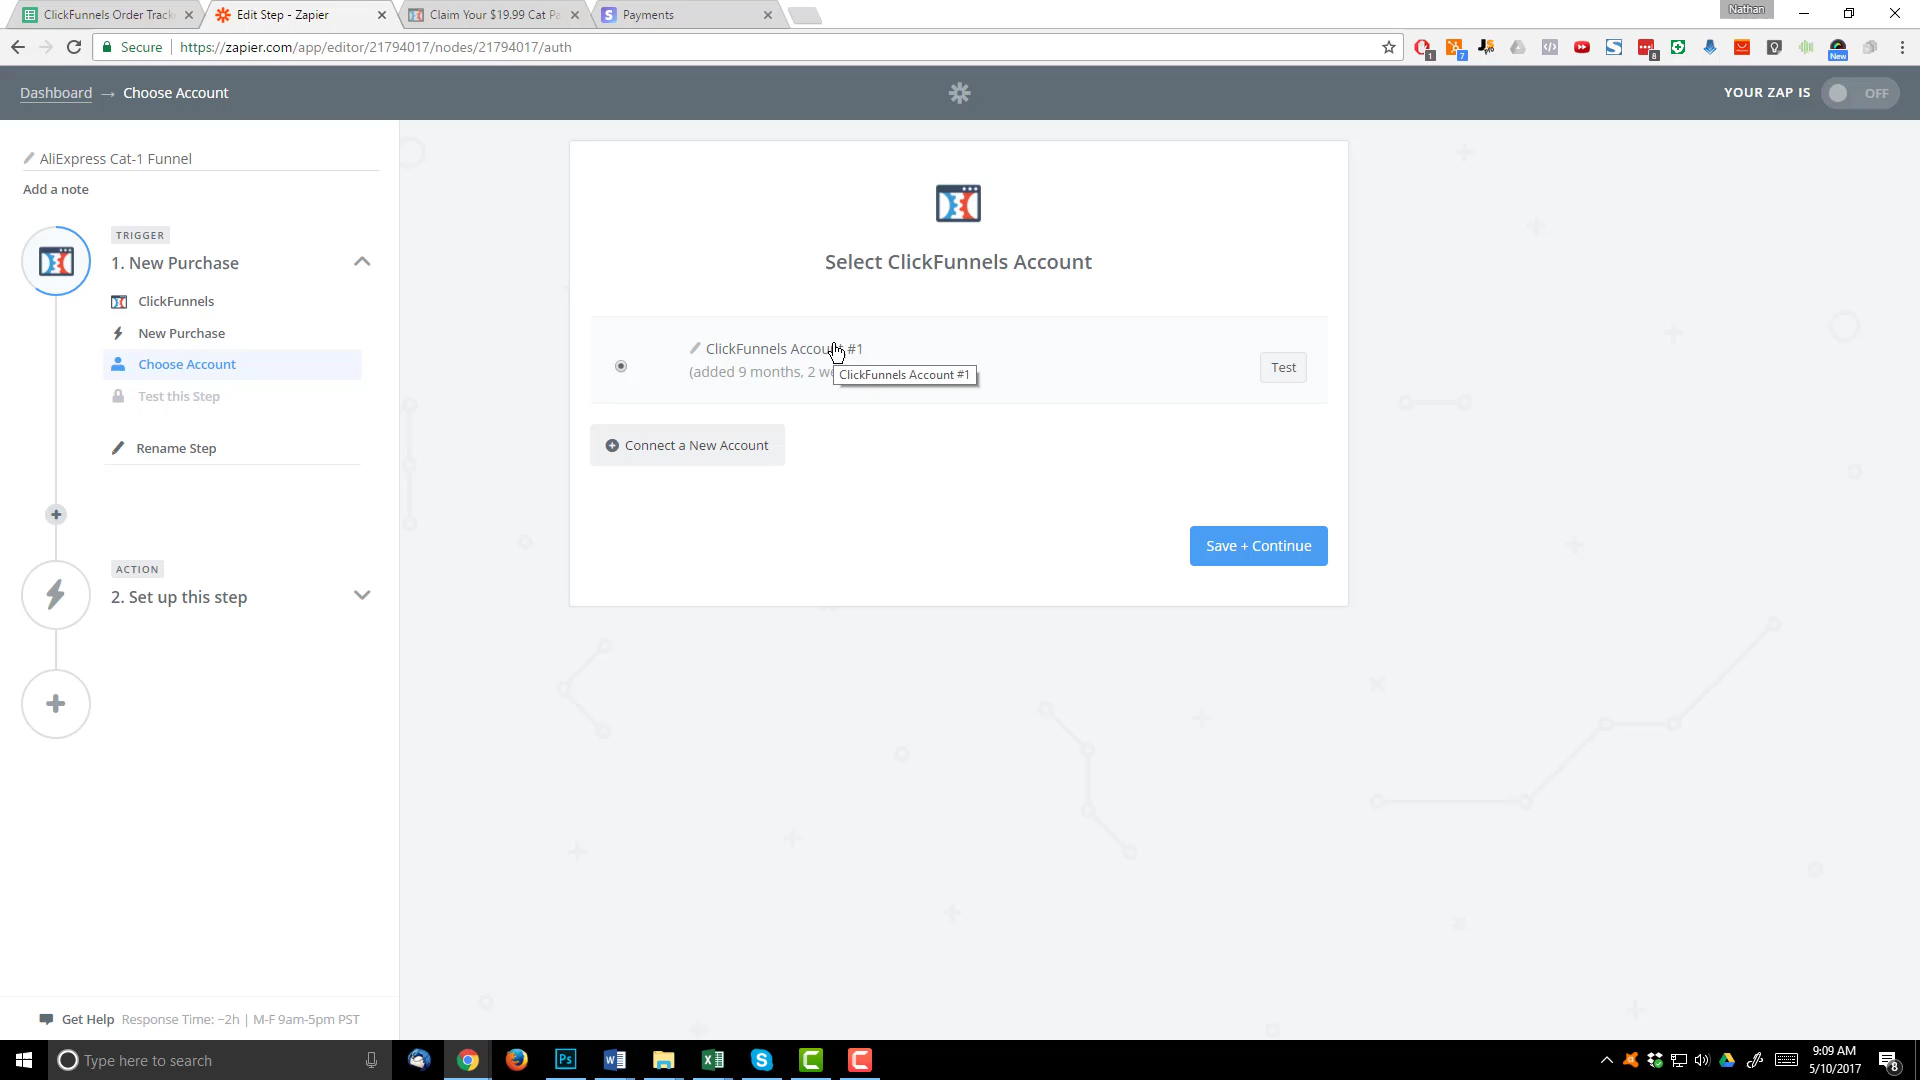 ClickFunnels Order Track
Edit Step - Zapier
Claim Your $19.99 Cat Pa
Payments
Nathan
Secure
https://zapier.com/app/editor/21794017/nodes/21794017/auth
1
7
8
New
Dashboard → Choose Account
YOUR ZAP IS
OFF
AliExpress Cat-1 Funnel
Add a note
TRIGGER
1. New Purchase
ClickFunnels
New Purchase
Choose Account
Test this Step
Rename Step
ACTION
2. Set up this step
Select ClickFunnels Account
ClickFunnels Account #1
(added 9 months, 2 we
ClickFunnels Account #1
Test
Connect a New Account
Save + Continue
Get Help Response Time: ~2h | M-F 9am-5pm PST
Type here to search
9:09 AM
5/10/2017
8